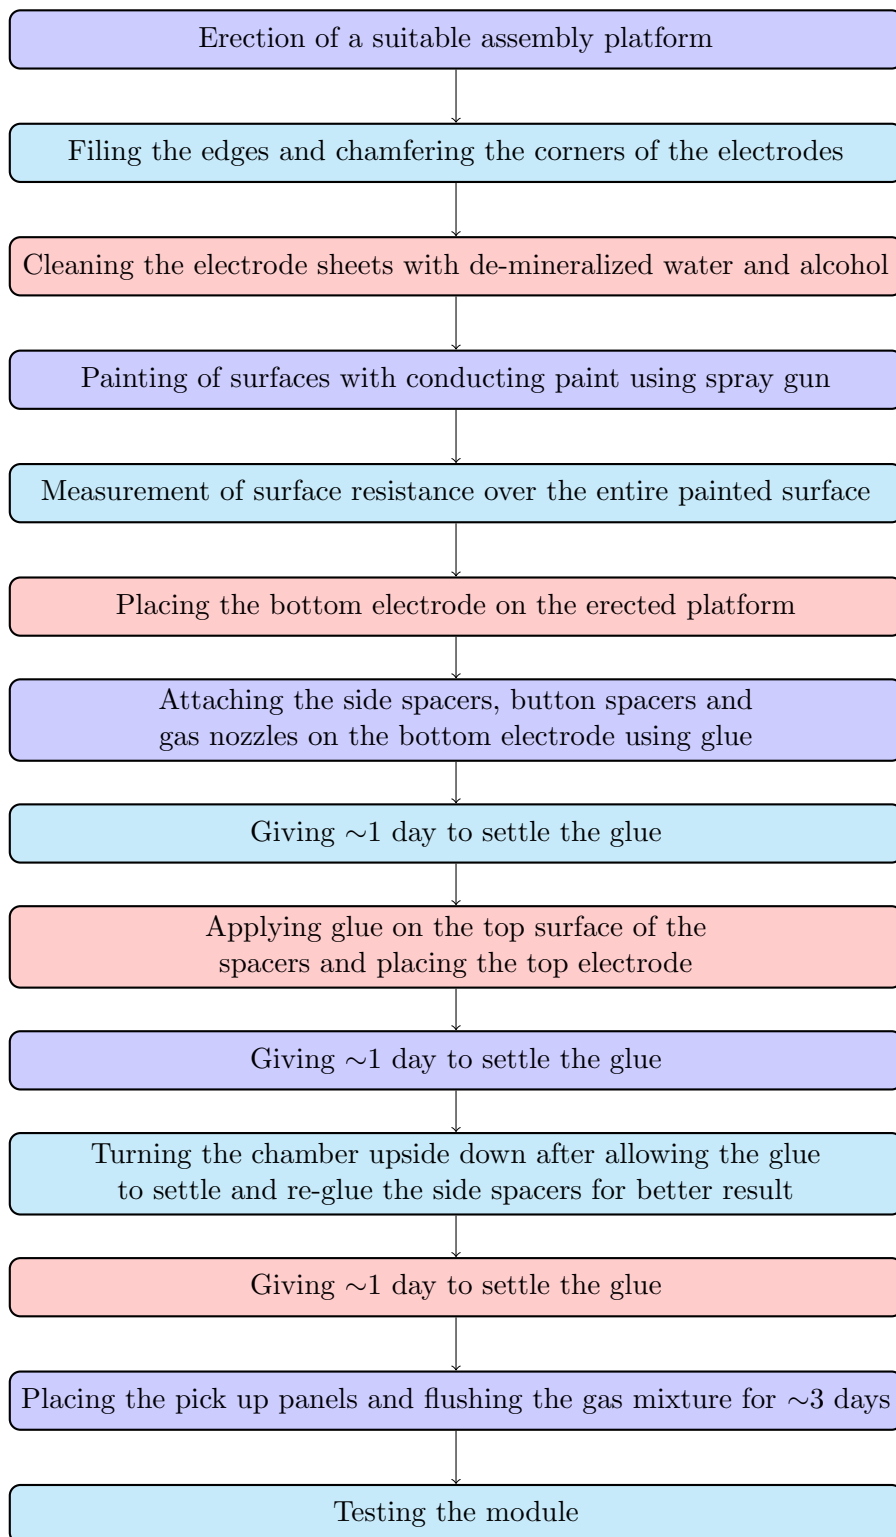 Erection of a suitable assembly platform
Filing the edges and chamfering the corners of the electrodes
Cleaning the electrode sheets with de-mineralized water and alcohol
Painting of surfaces with conducting paint using spray gun
Measurement of surface resistance over the entire painted surface
Placing the bottom electrode on the erected platform
Attaching the side spacers, button spacers and
gas nozzles on the bottom electrode using glue
Giving ∼1 day to settle the glue
Applying glue on the top surface of the
spacers and placing the top electrode
Giving ∼1 day to settle the glue
Turning the chamber upside down after allowing the glue
to settle and re-glue the side spacers for better result
Giving ∼1 day to settle the glue
Placing the pick up panels and flushing the gas mixture for ∼3 days
Testing the module